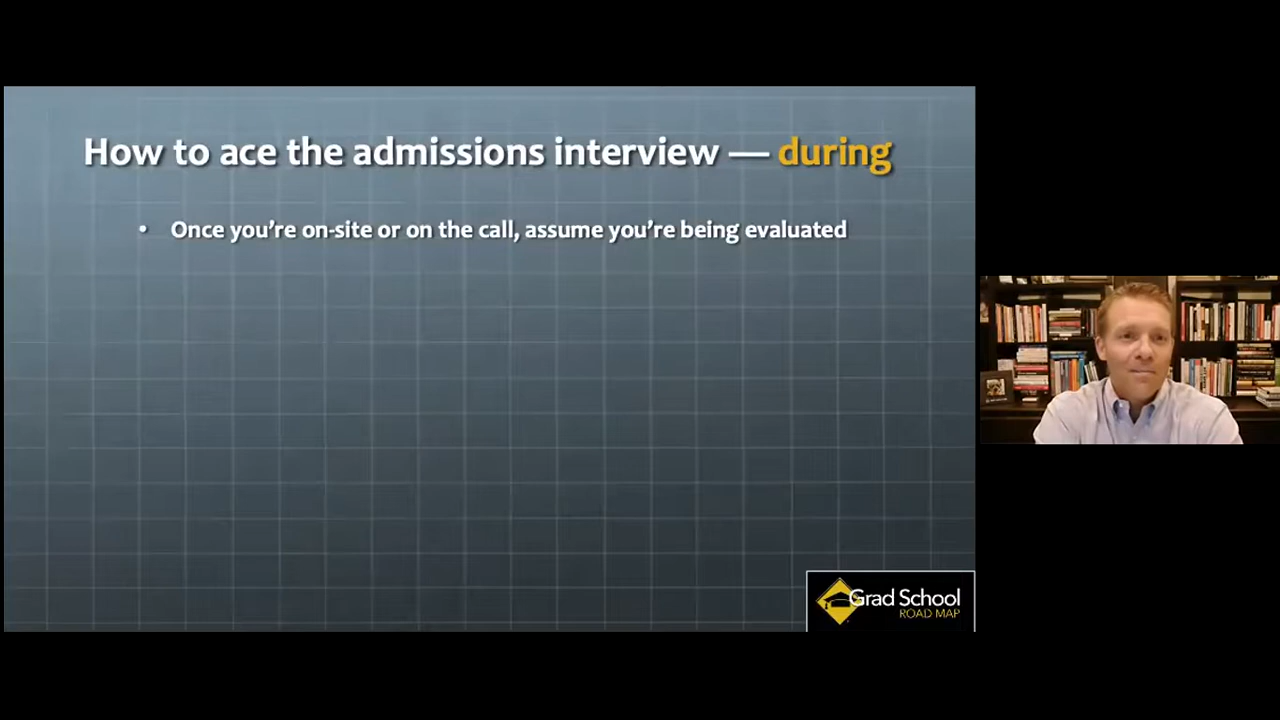 How to ace the admissions interview — during
• Once you’re on-site or on the call, assume you’re being evaluated
Grad School
ROAD MAP